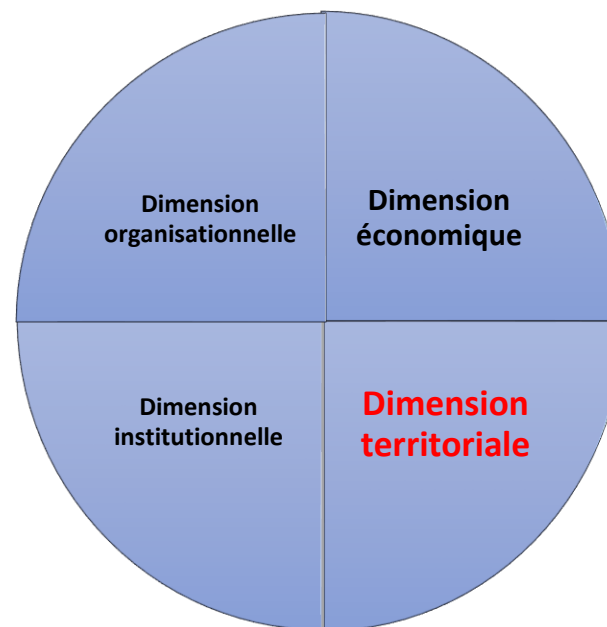 Dimension
organisationnelle
Dimension
économique
Dimension
institutionnelle
Dimension
territoriale